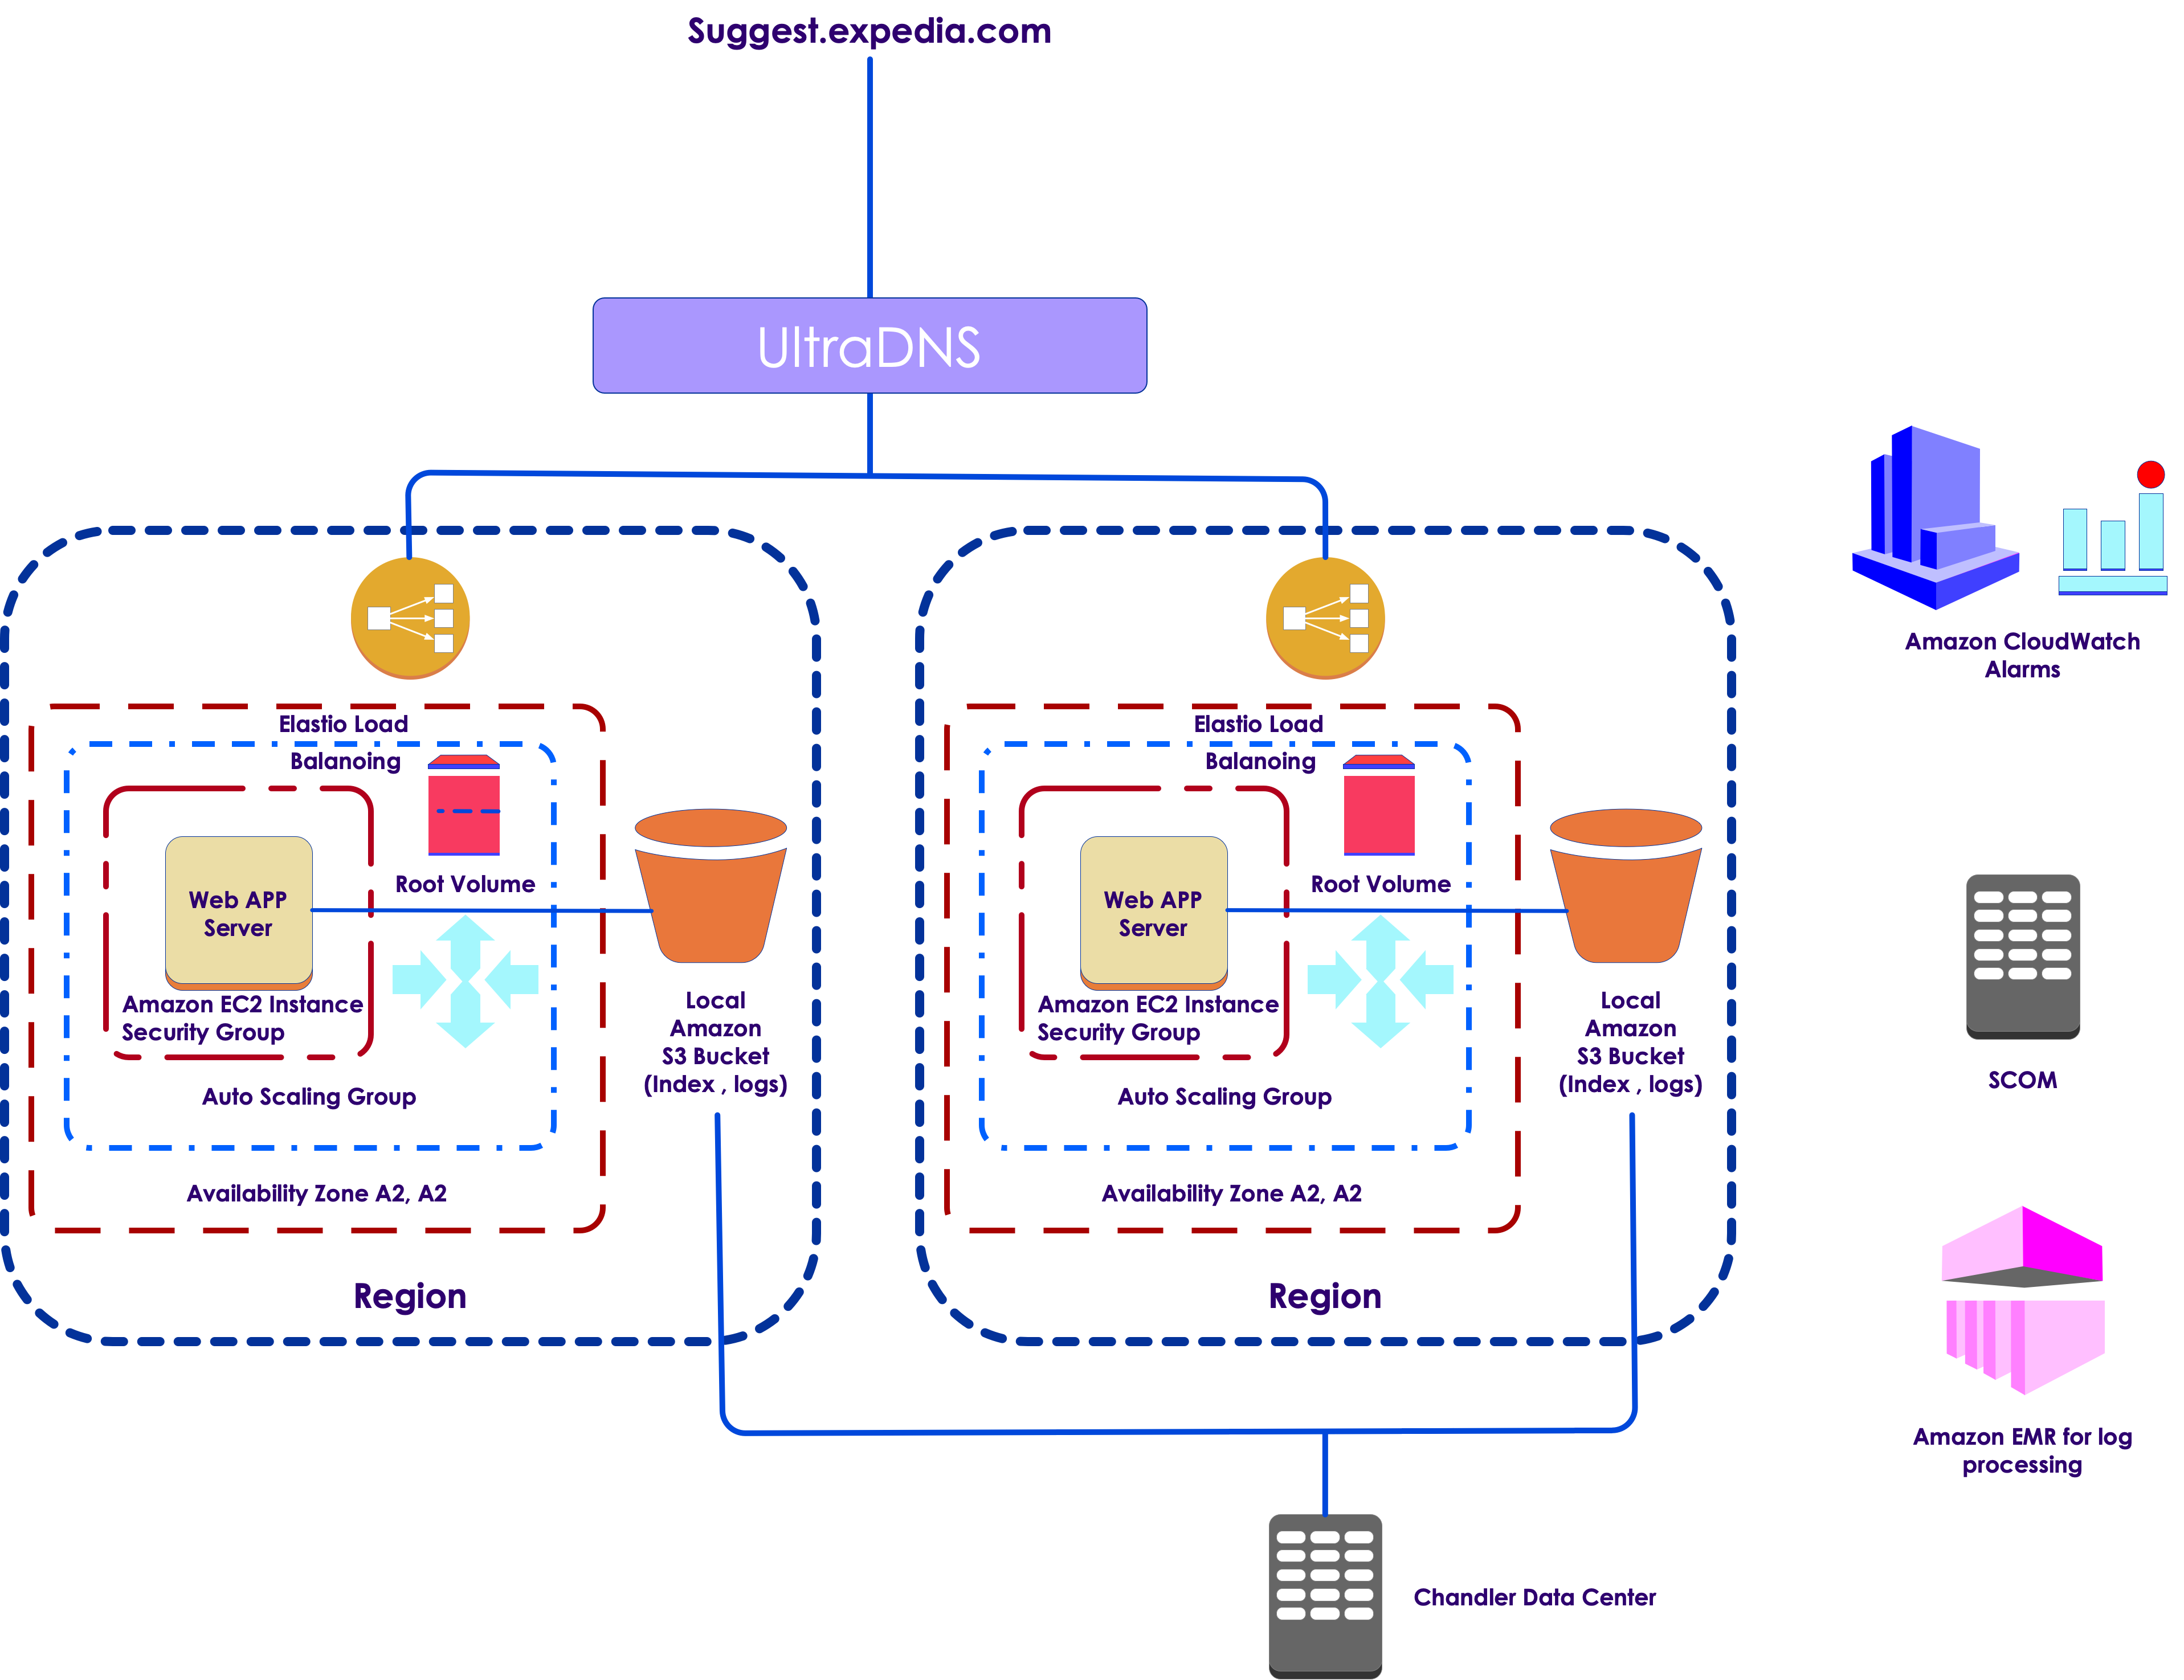 Suggest.expedia.com
UltraDNS
Elastio Load
Balanoing
Root Volume
Web APP
Server
Amazon EC2 Instance
Security Group
Auto Scaling Group
Availability Zone A2, A2
Local
Amazon
S3 Bucket
(Index , logs)
Region
Elastio Load
Balanoing
Root Volume
Web APP
Server
Amazon EC2 Instance
Security Group
Auto Scaling Group
Availability Zone A2, A2
Local
Amazon
S3 Bucket
(Index , logs)
Region
Amazon CloudWatch
Alarms
SCOM
Amazon EMR for log
processing
Chandler Data Center